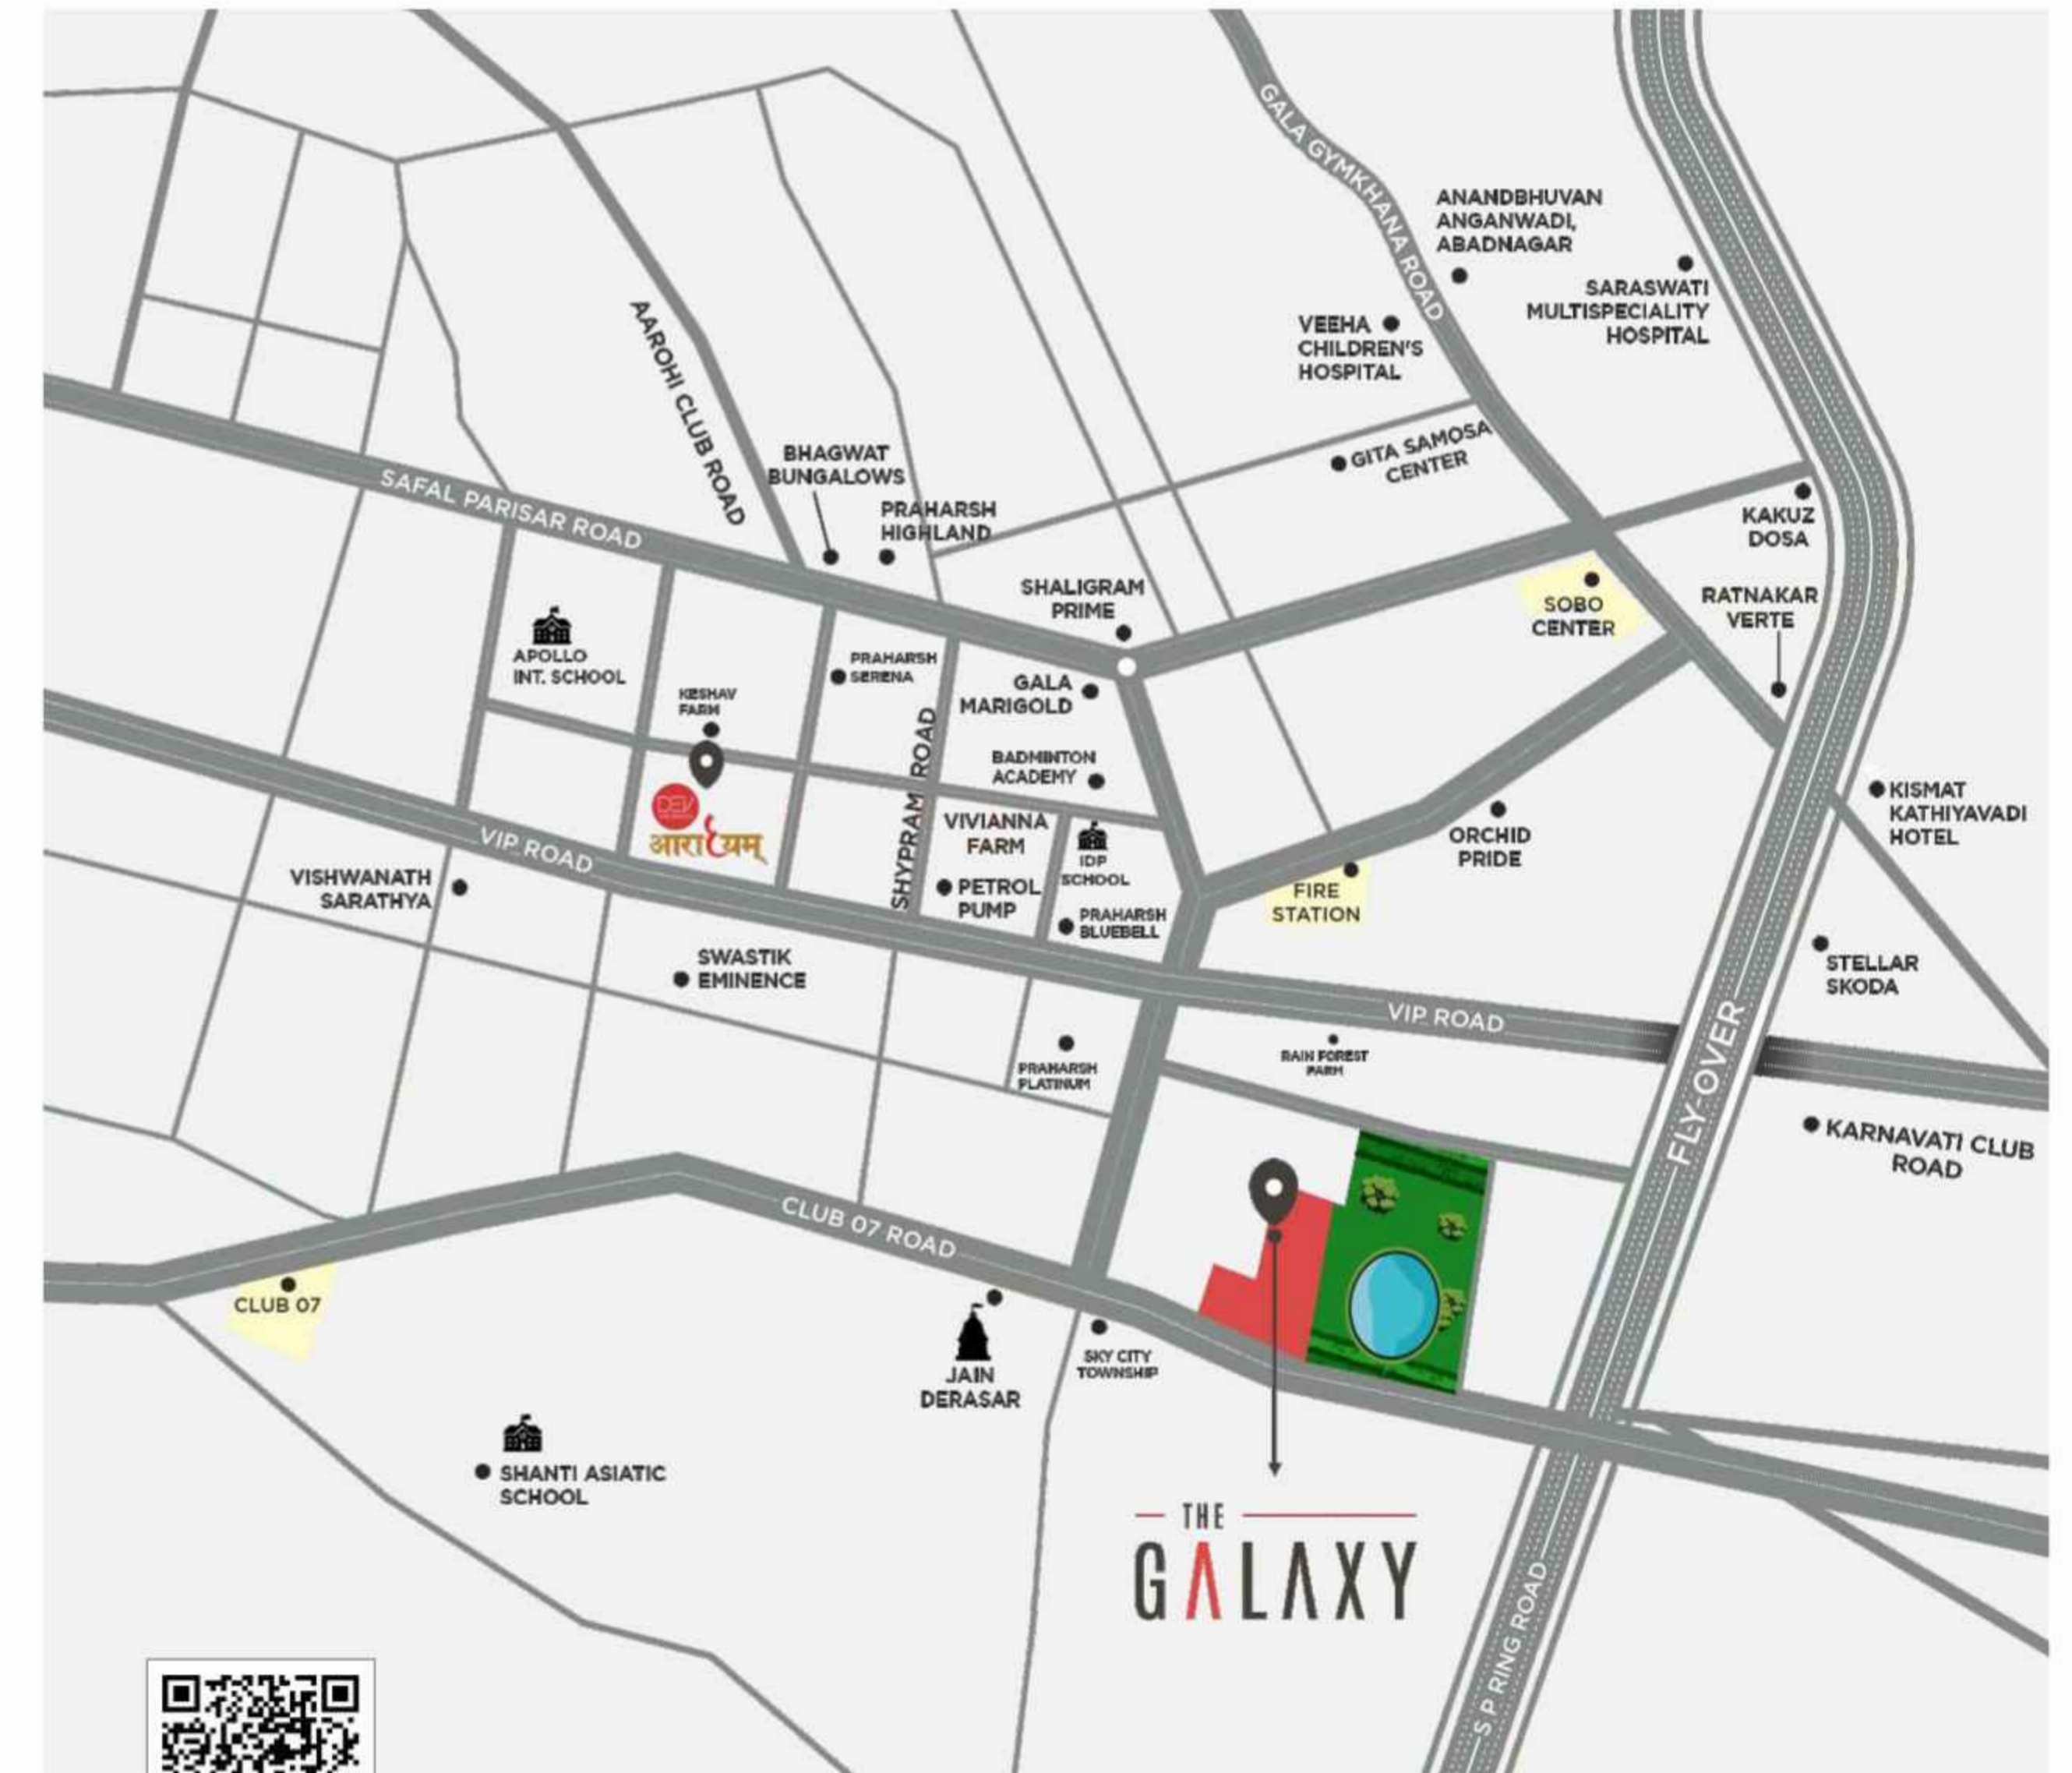 GALA GYMKHANA ROAD
ANANDBHUVAN
ANGANWADI,
ABADNAGAR
SARASWATI
MULTISPECIALITY
HOSPITAL
VEEHA
CHILDREN'S
HOSPITAL
AAROHI CLUB ROAD
GITA SAMOSA
CENTER
BHAGWAT
BUNGALOWS
PRAHARSH
HIGHLAND
SAFAL PARISAR ROAD
KAKUZ
DOSA
SHALIGRAM
PRIME
SOBO
CENTER
RATNAKAR
VERTE
APOLLO
INT. SCHOOL
KESHAV
FARM
PRAHARSH
SERENA
GALA
MARIGOLD
SHYPRAM ROAD
BADMINTON
ACADEMY
DEV
आराध्यम्
VIVIANNA
FARM
IDP
SCHOOL
PETROL
PUMP
PRAHARSH
BLUEBELL
ORCHID
PRIDE
KISMAT
KATHIYAVADI
HOTEL
VIP ROAD
VISHWANATH
SARATHYA
FIRE
STATION
SWASTIK
EMINENCE
STELLAR
SKODA
VIP ROAD
RAIN FOREST
FARM
PRAHARSH
PLATINUM
FLY-OVER
KARNAVATI CLUB
ROAD
CLUB 07 ROAD
CLUB 07
JAIN
DERASAR
SKY CITY
TOWNSHIP
SHANTI ASIATIC
SCHOOL
THE
GALAXY
S P RING ROAD